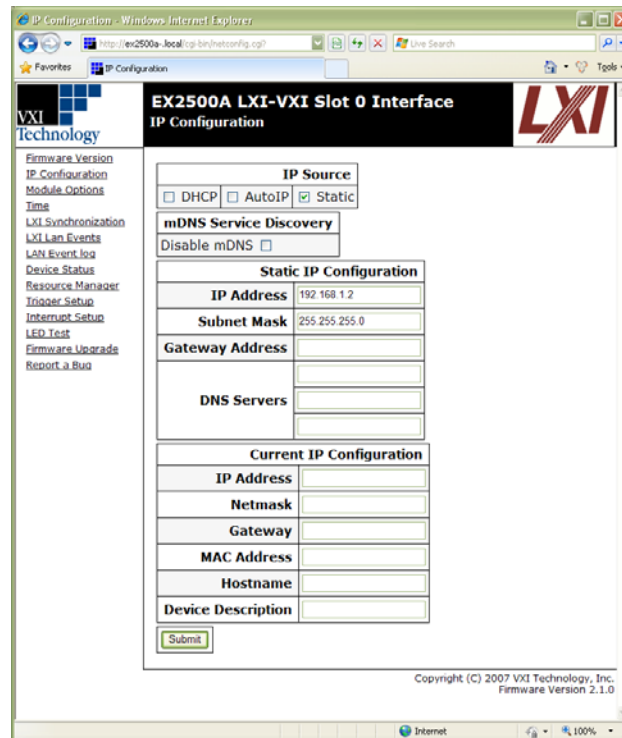 IP Configuration - Windows Internet Explorer
http://ex2500a-.local/cgi-bin/netconfig.cgi?
Live Search
Favorites
IP Configuration
Tools
VXI
Technology
EX2500A LXI-VXI Slot 0 Interface
IP Configuration
LXI
Firmware Version
IP Configuration
Module Options
Time
LXI Synchronization
LXI Lan Events
LAN Event log
Device Status
Resource Manager
Trigger Setup
Interrupt Setup
LED Test
Firmware Upgrade
Report a Bug
IP Source
DHCP AutoIP Static
mDNS Service Discovery
Disable mDNS
Static IP Configuration
IP Address 192.168.1.2
Subnet Mask 255.255.255.0
Gateway Address
DNS Servers
Current IP Configuration
IP Address
Netmask
Gateway
MAC Address
Hostname
Device Description
Submit
Copyright (C) 2007 VXI Technology, Inc.
Firmware Version 2.1.0
Internet
100%